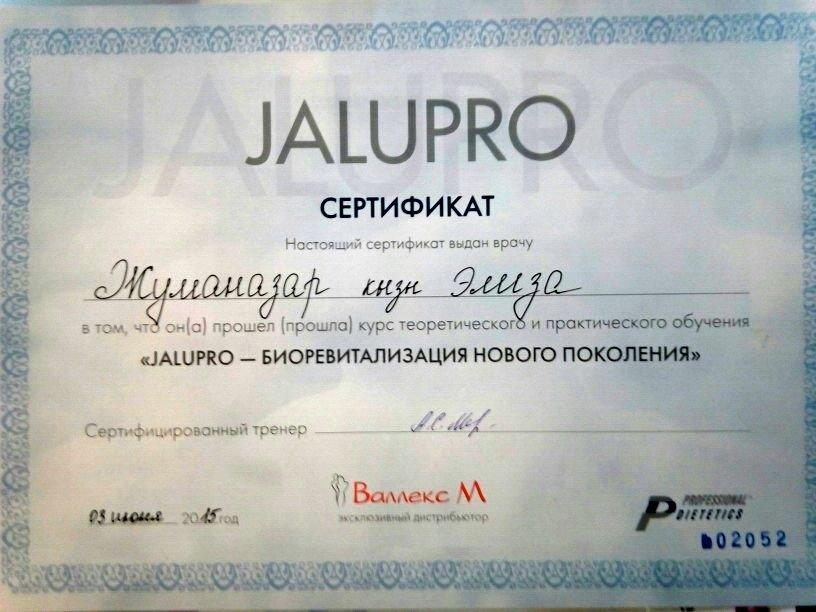 JALUPRO
СЕРТИФИКАТ
Настоящий сертификат выдан врачу
Жуманазар кнзн Элиза
в том, что он(а) прошел (прошла) курс теоретического и практического обучения
«JALUPRO — БИОРЕВИТАЛИЗАЦИЯ НОВОГО ПОКОЛЕНИЯ»
Сертифицированный тренер
03 июня 2015 год
Валлекс М
эксклюзивный дистрибьютор
PROFESSIONAL
DIETETICS
02052